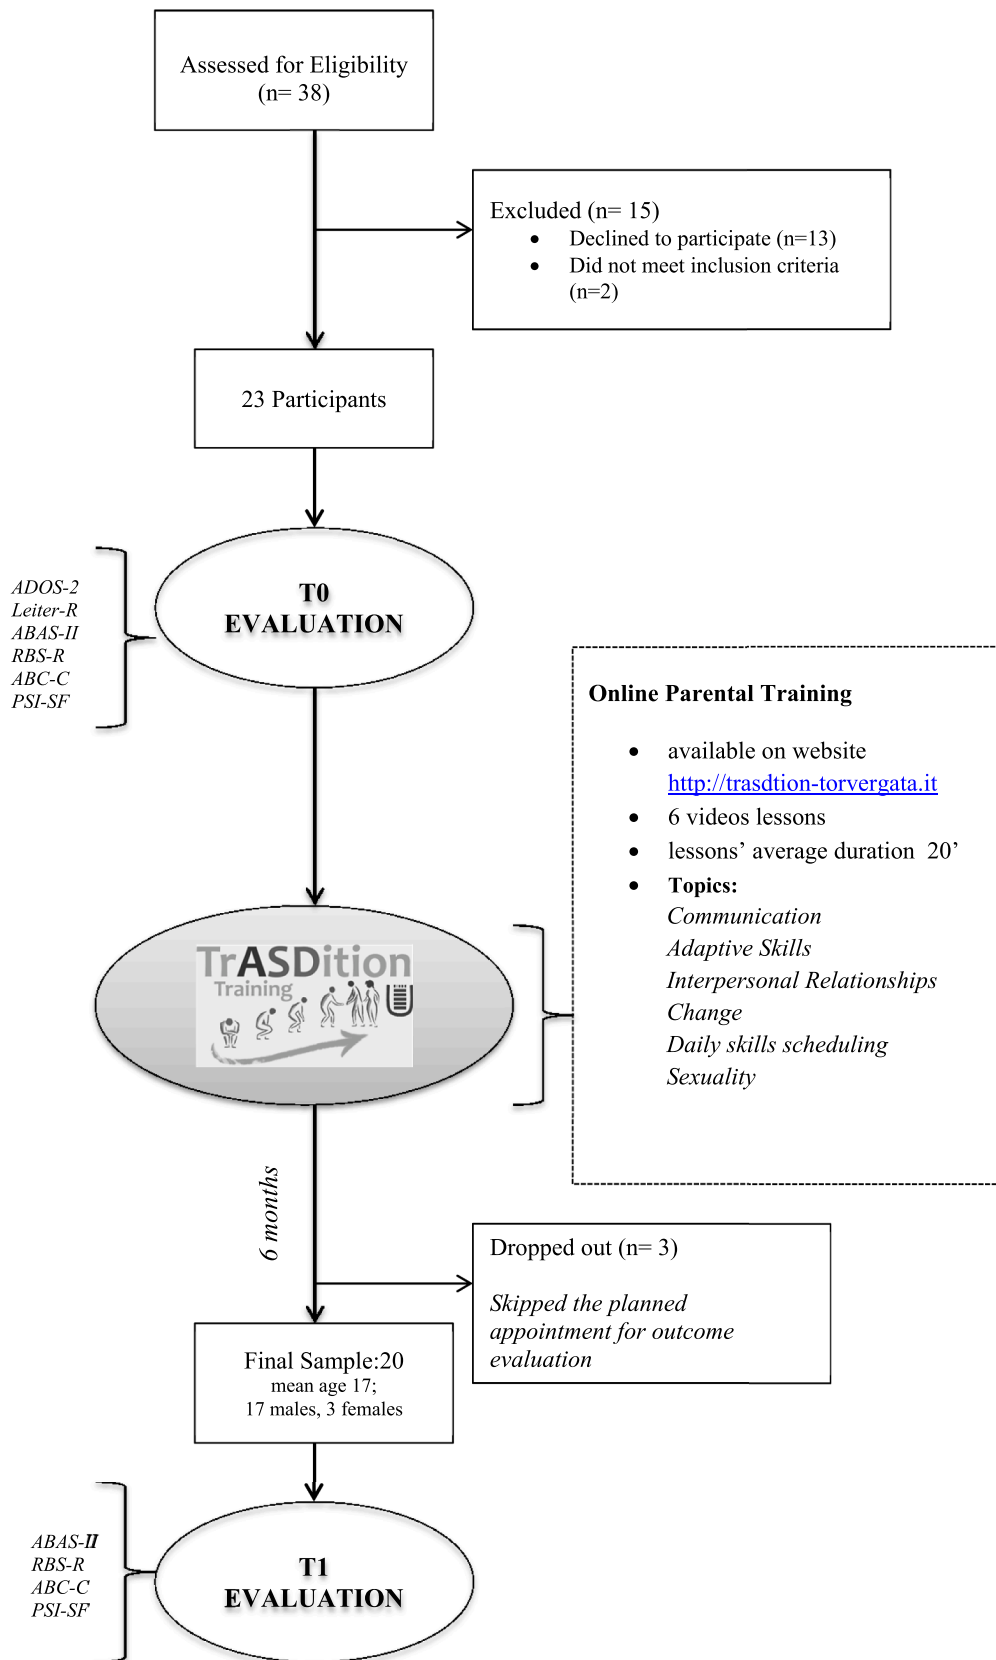 Assessed for Eligibility
(n= 38)
Excluded (n= 15)
• Declined to participate (n=13)
• Did not meet inclusion criteria
(n=2)
23 Participants
T0
EVALUATION
ADOS-2
Leiter-R
ABAS-II
RBS-R
ABC-C
PSI-SF
Online Parental Training
• available on website
http://trasdtion-torvergata.it
• 6 videos lessons
• lessons’ average duration 20’
• Topics:
Communication
Adaptive Skills
Interpersonal Relationships
Change
Daily skills scheduling
Sexuality
TrASDition
Training
6 months
Dropped out (n= 3)
Skipped the planned
appointment for outcome
evaluation
Final Sample:20
mean age 17;
17 males, 3 females
T1
EVALUATION
ABAS-II
RBS-R
ABC-C
PSI-SF